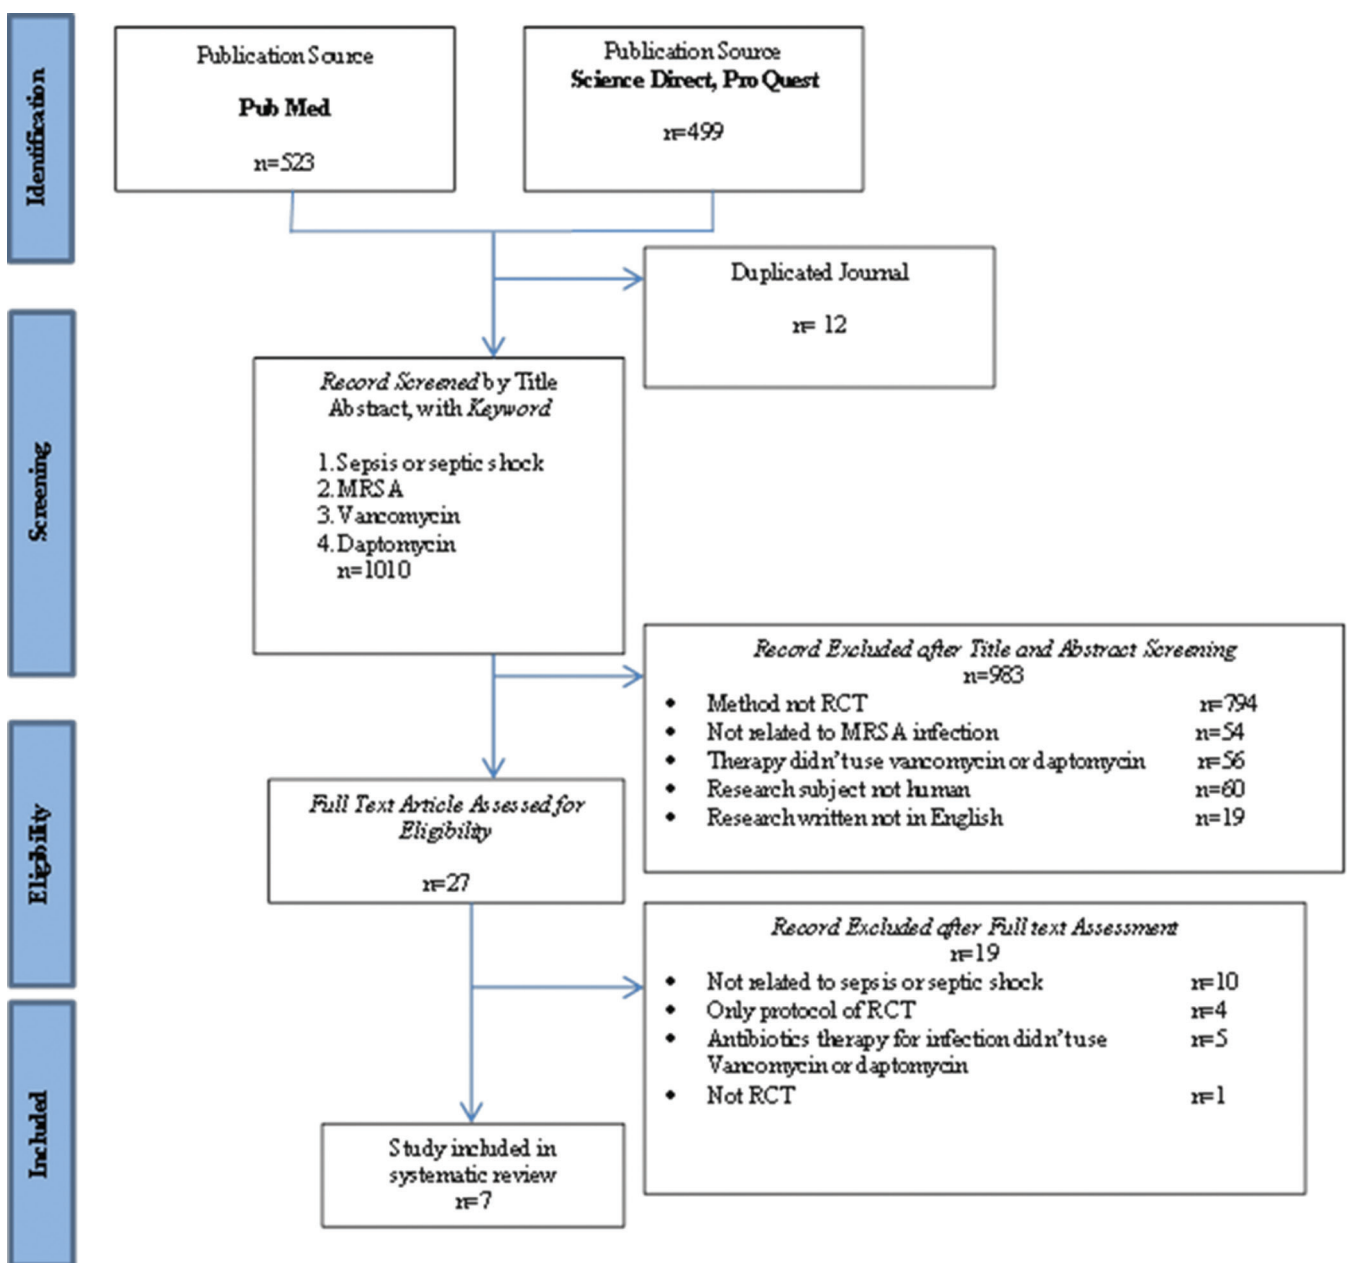 Identification
Publication Source
Pub Med
n=523
Publication Source
Science Direct, Pro Quest
n=499
Duplicated Journal
n= 12
Screening
Record Screened by Title
Abstract, with Keyword
1. Sepsis or septic shock
2. MRSA
3. Vancomycin
4. Daptomycin
n=1010
Record Excluded after Title and Abstract Screening
n=983
• Method not RCT n=794
• Not related to MRSA infection n=54
• Therapy didn't use vancomycin or daptomycin n=56
• Research subject not human n=60
• Research written not in English n=19
Eligibility
Full Text Article Assessed for
Eligibility
n=27
Record Excluded after Full text Assessment
n=19
• Not related to sepsis or septic shock n=10
• Only protocol of RCT n=4
• Antibiotics therapy for infection didn't use n=5
Vancomycin or daptomycin
• Not RCT n=1
Included
Study included in
systematic review
n=7